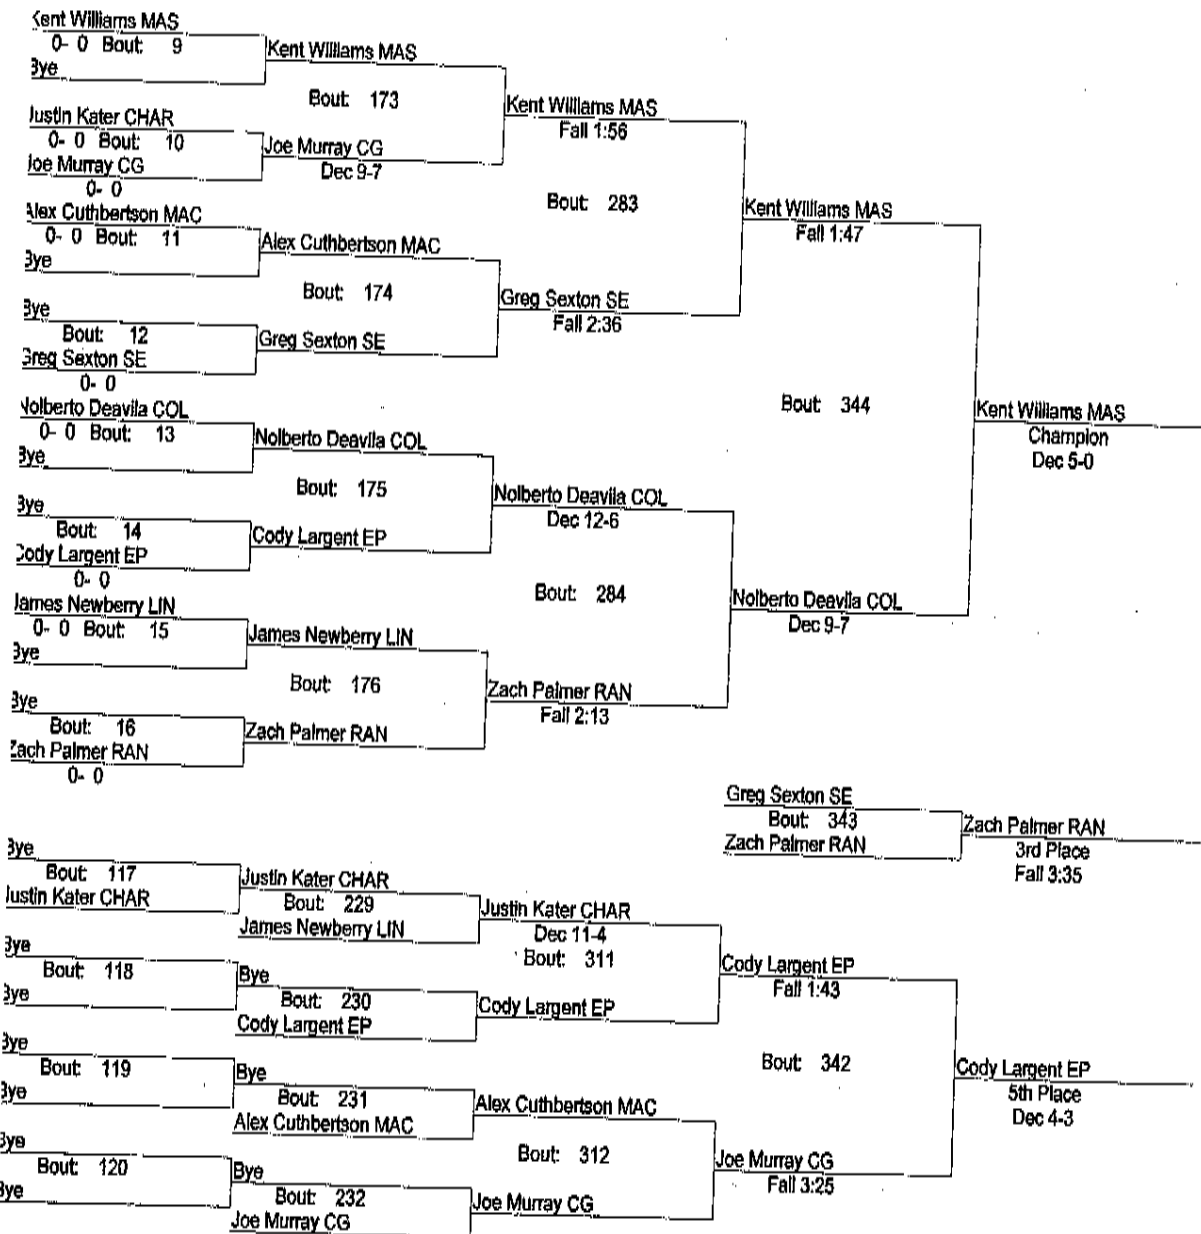 Kent Williams MAS
0- 0 Bout: 9
Bye
Kent Williams MAS
Bout: 173
Justin Kater CHAR
0- 0 Bout: 10
Joe Murray CG
0- 0
Joe Murray CG
Dec 9-7
Kent Williams MAS
Fall 1:56
Bout: 283
Alex Cuthbertson MAC
0- 0 Bout: 11
Bye
Alex Cuthbertson MAC
Bout: 174
Bye
Bout: 12
Greg Sexton SE
0- 0
Greg Sexton SE
Greg Sexton SE
Fall 2:36
Kent Williams MAS
Fall 1:47
Bout: 344
Nolberto Deavila COL
0- 0 Bout: 13
Bye
Nolberto Deavila COL
Bout: 175
Bye
Bout: 14
Cody Largent EP
0- 0
Cody Largent EP
Nolberto Deavila COL
Dec 12-6
Bout: 284
James Newberry LIN
0- 0 Bout: 15
Bye
James Newberry LIN
Bout: 176
Bye
Bout: 16
Zach Palmer RAN
0- 0
Zach Palmer RAN
Zach Palmer RAN
Fall 2:13
Nolberto Deavila COL
Dec 9-7
Kent Williams MAS
Champion
Dec 5-0
Greg Sexton SE
Bout: 343
Zach Palmer RAN
Zach Palmer RAN
3rd Place
Fall 3:35
Bye
Bout: 117
Justin Kater CHAR
Justin Kater CHAR
Bout: 229
James Newberry LIN
Justin Kater CHAR
Dec 11-4
Bout: 311
Bye
Bout: 118
Bye
Bye
Bout: 230
Cody Largent EP
Cody Largent EP
Cody Largent EP
Fall 1:43
Bout: 342
Bye
Bout: 119
Bye
Bye
Bout: 231
Alex Cuthbertson MAC
Alex Cuthbertson MAC
Bout: 312
Bye
Bout: 120
Bye
Bye
Bout: 232
Joe Murray CG
Joe Murray CG
Joe Murray CG
Fall 3:25
Cody Largent EP
5th Place
Dec 4-3